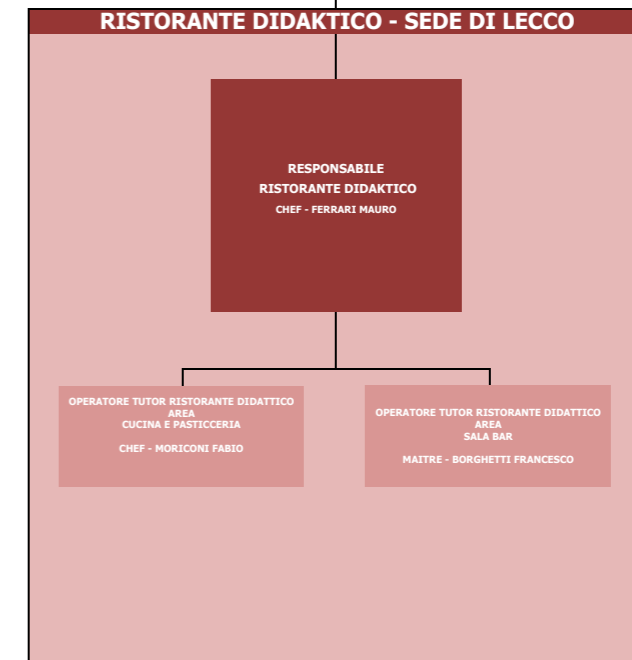 RISTORANTE DIDAKTICO - SEDE DI LECCO
RESPONSABILE
RISTORANTE DIDAKTICO
CHEF - FERRARI MAURO
OPERATORE TUTOR RISTORANTE DIDATTICO
AREA
CUCINA E PASTICCERIA
CHEF - MORICONI FABIO
OPERATORE TUTOR RISTORANTE DIDATTICO
AREA
SALA BAR
MAITRE - BORGHETTI FRANCESCO